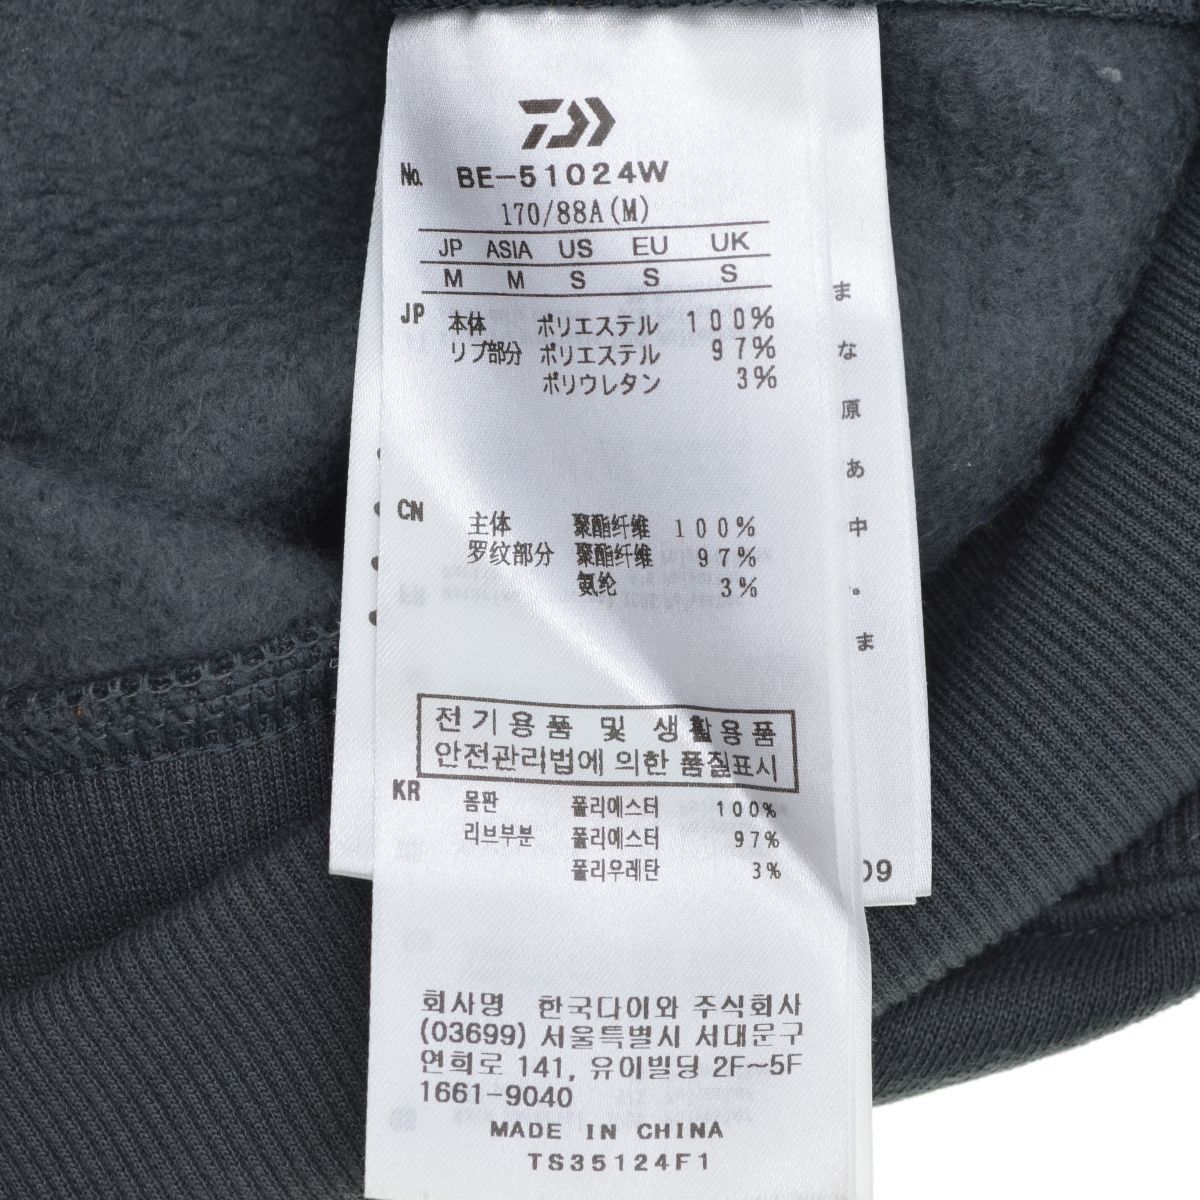 No. BE-51024W
170/88A(M)
JP ASIA US EU UK
M M S S S
JP 本体 ポリエステル 100%
リブ部分 ポリエステル 97%
ポリウレタン 3%
CN 主体 聚酯纤维 100%
罗纹部分 聚酯纤维 97%
氨纶 3%
전기용품 및 생활용품
안전관리법에 의한 품질표시
KR 몸판 폴리에스터 100%
리브부분 폴리에스터 97%
폴리우레탄 3%
회사명 한국다이와 주식회사
(03699) 서울특별시 서대문구
연희로 141, 유이빌딩 2F~5F
1661-9040
MADE IN CHINA
TS35124F1
ま
な
原
あ
中
。
ま
09